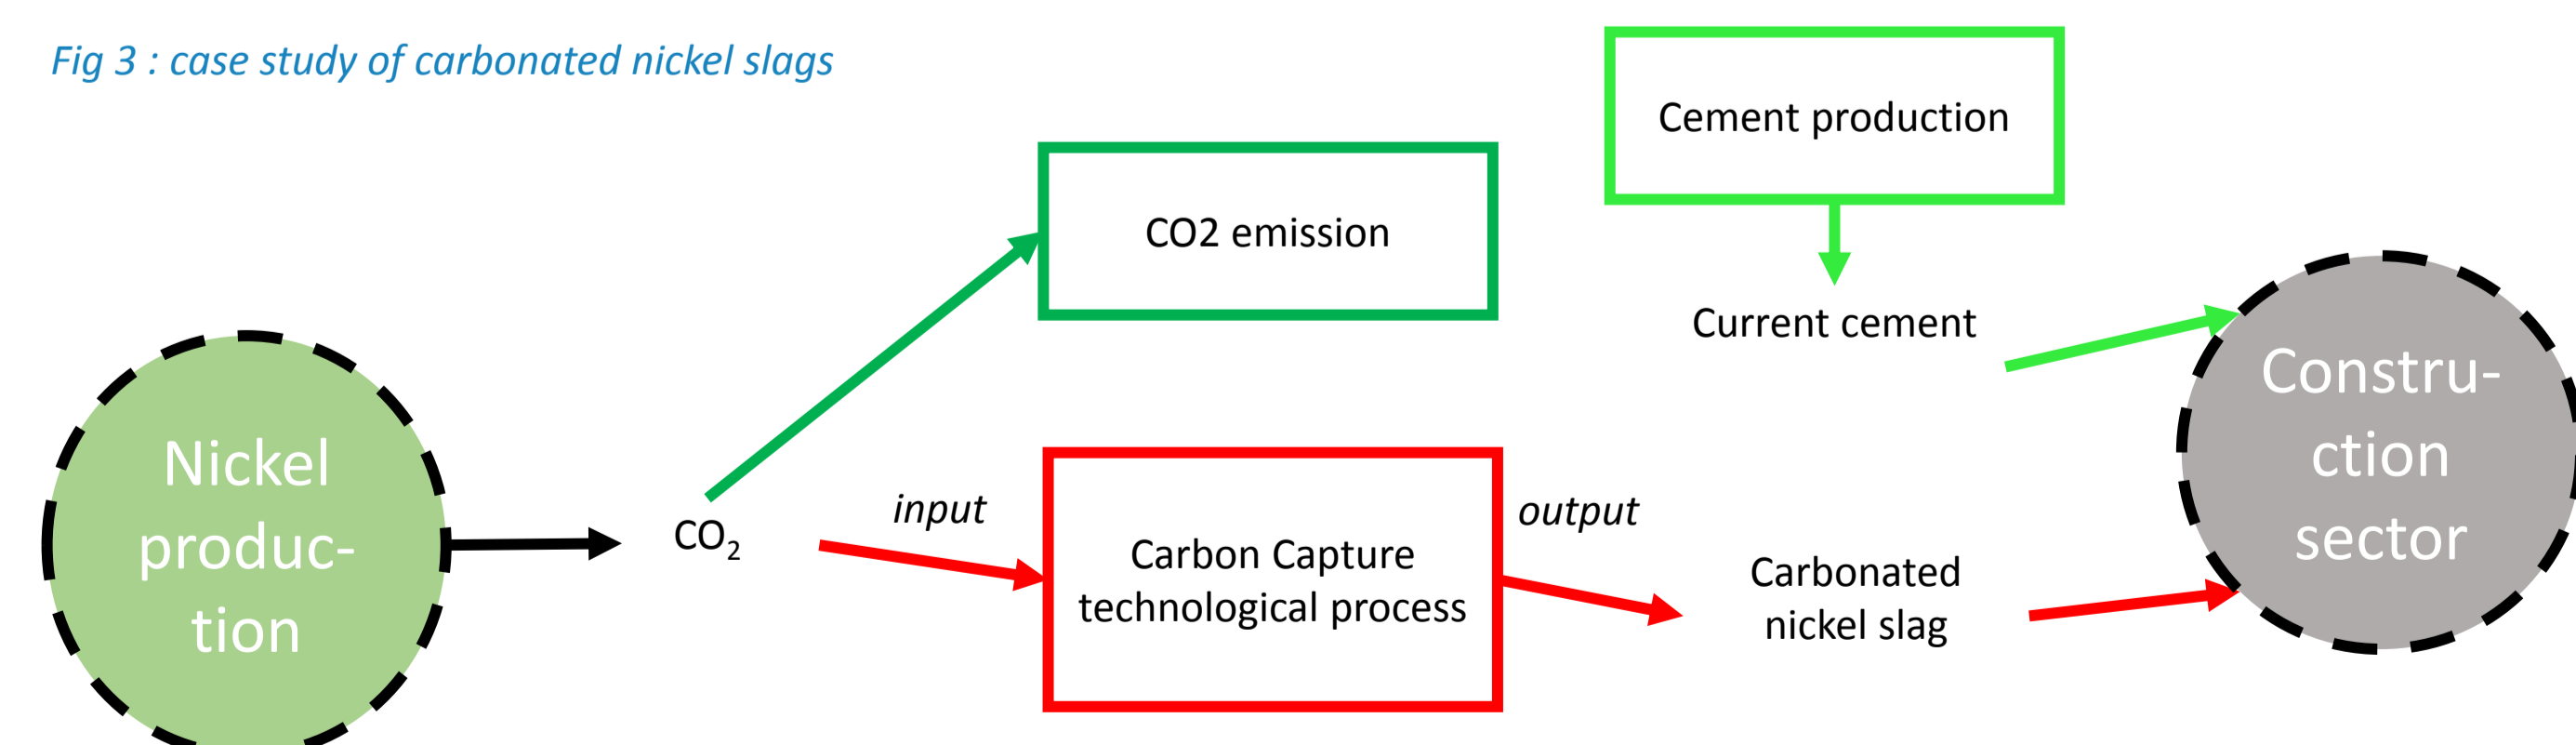 Fig 3 : case study of carbonated nickel slags
Cement production
CO2 emission
Current cement
Nickel
produc-
tion
CO₂
input
Carbon Capture
technological process
output
Carbonated
nickel slag
Constru-
ction
sector